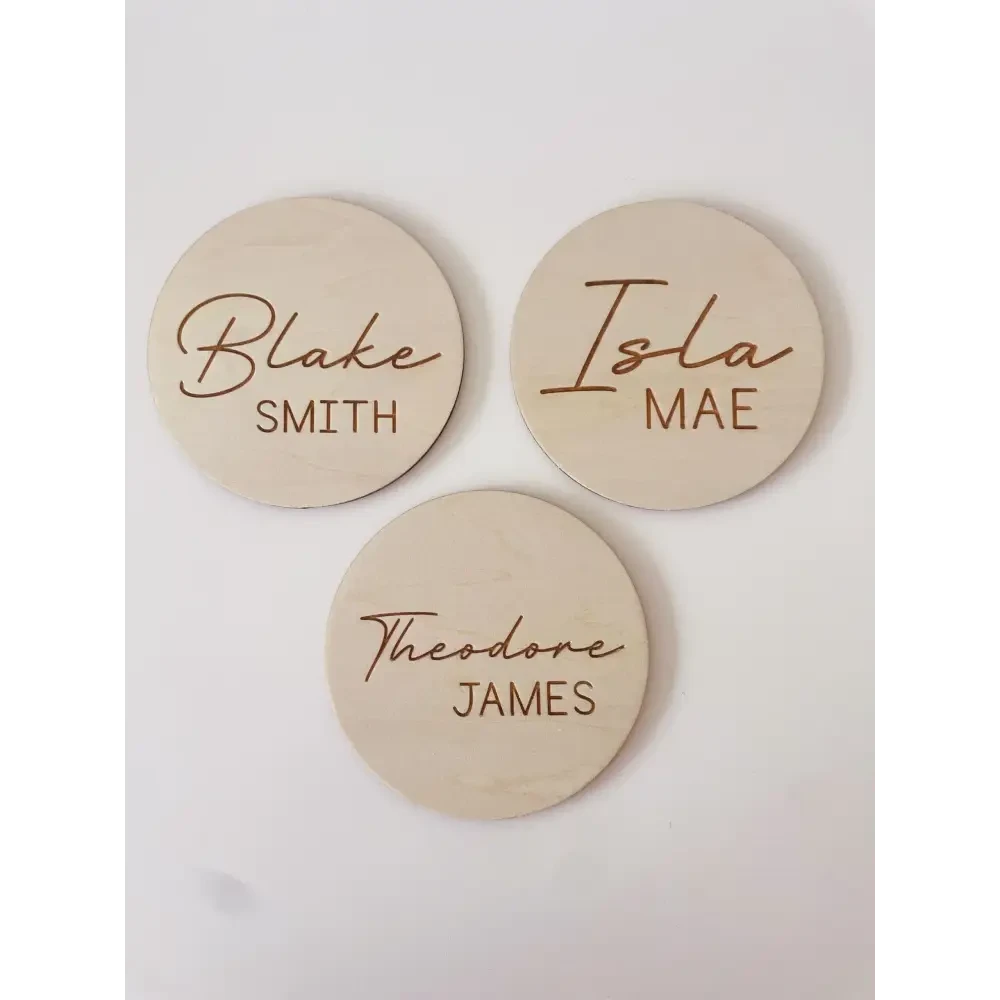 Blake
SMITH
Isla
MAE
Theodore
JAMES